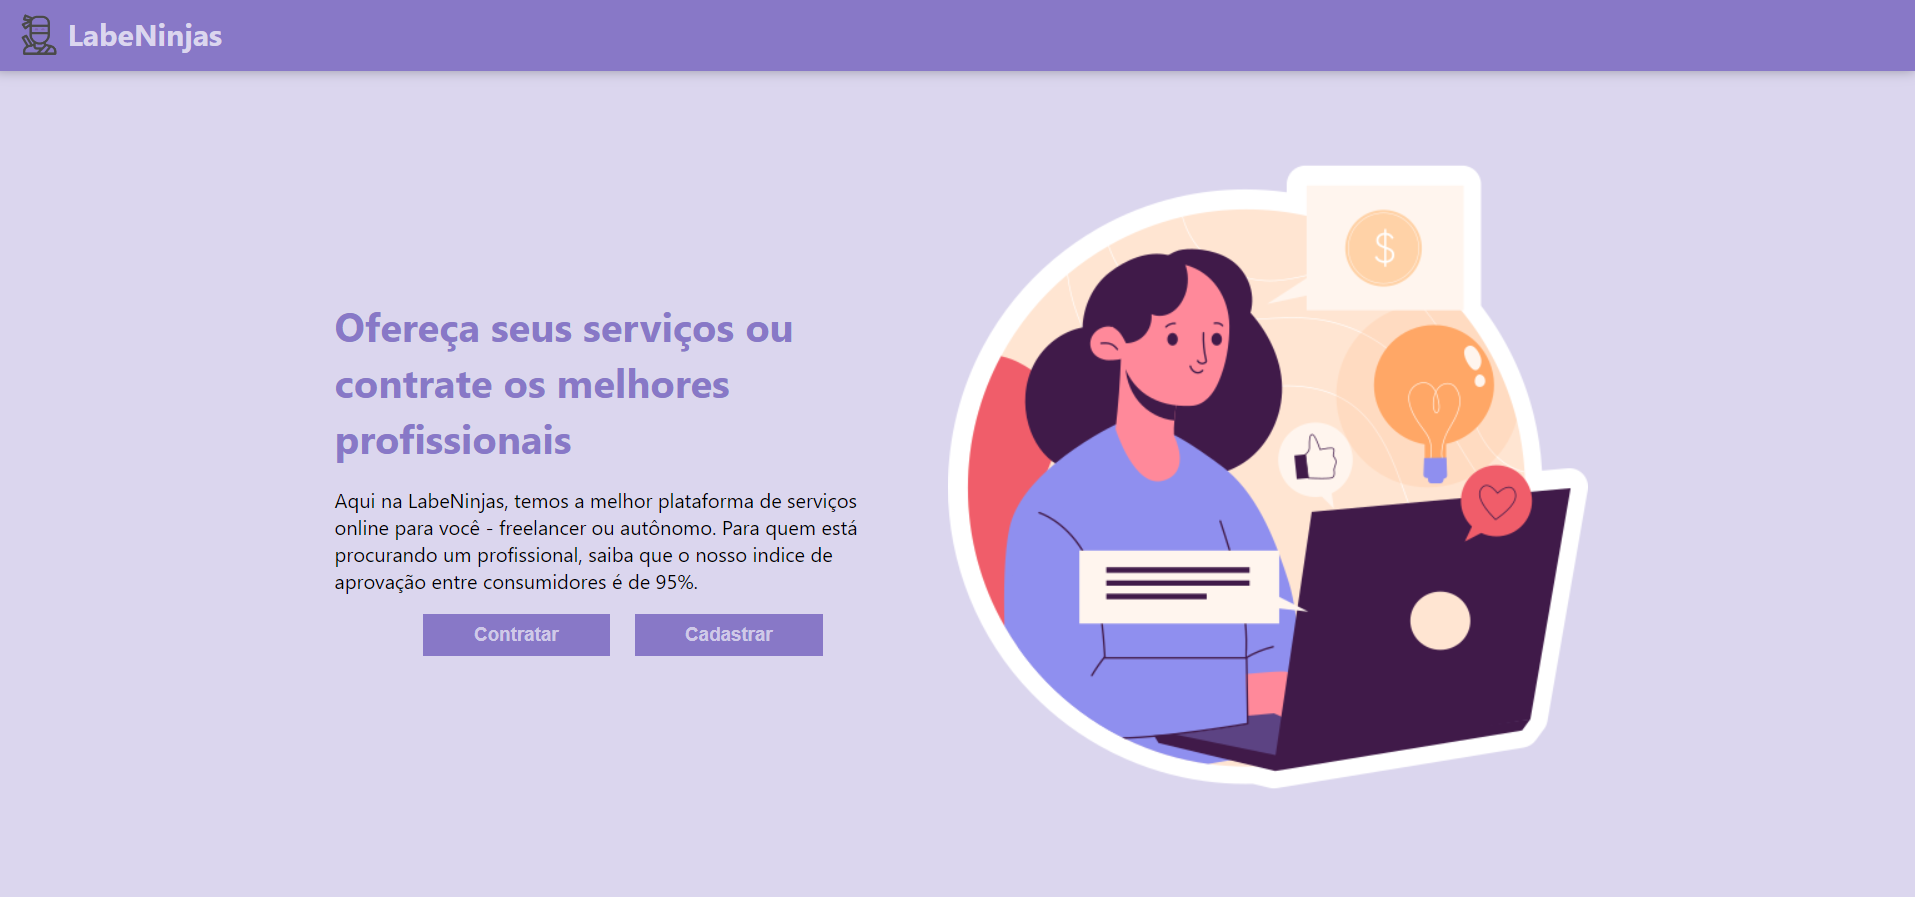 LabeNinjas
Ofereça seus serviços ou
contrate os melhores
profissionais
Aqui na LabeNinjas, temos a melhor plataforma de serviços
online para você - freelancer ou autônomo. Para quem está
procurando um profissional, saiba que o nosso indice de
aprovação entre consumidores é de 95%.
Contratar
Cadastrar
$